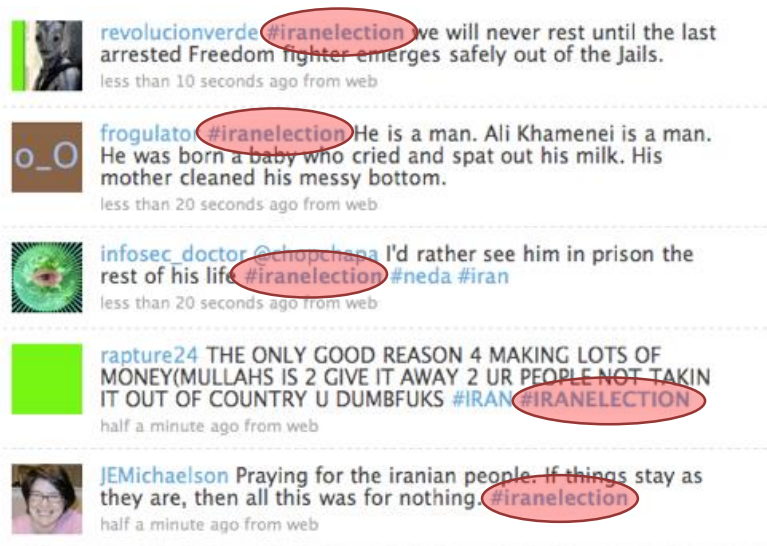 revolucionverde #iranelection we will never rest until the last
arrested Freedom fighter emerges safely out of the Jails.
less than 10 seconds ago from web
o_O
frogulator #iranelection He is a man. Ali Khamenei is a man.
He was born a baby who cried and spat out his milk. His
mother cleaned his messy bottom.
less than 20 seconds ago from web
infosec_doctor @chopchapa I'd rather see him in prison the
rest of his life #iranelection #neda #iran
less than 20 seconds ago from web
rapture24 THE ONLY GOOD REASON 4 MAKING LOTS OF
MONEY(MULLAHS IS 2 GIVE IT AWAY 2 UR PEOPLE NOT TAKIN
IT OUT OF COUNTRY U DUMBFUKS #IRAN #IRANELECTION
half a minute ago from web
JEMichaelson Praying for the iranian people. If things stay as
they are, then all this was for nothing. #iranelection
half a minute ago from web